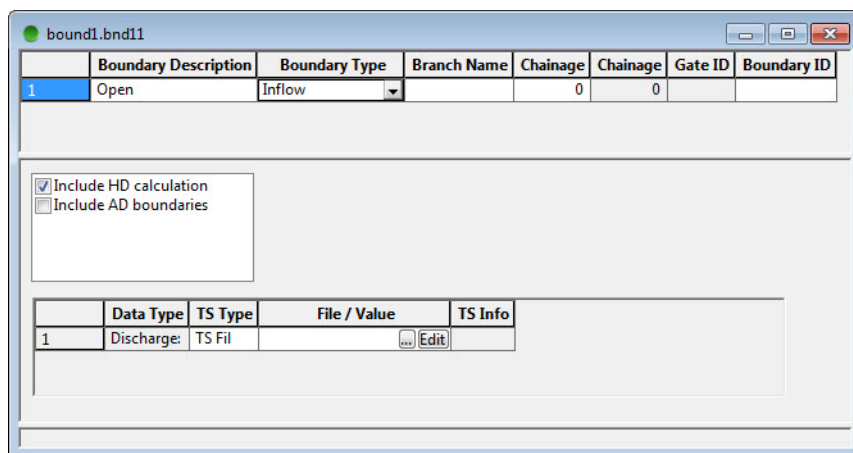 bound1.bnd11
Boundary Description Boundary Type Branch Name Chainage Chainage Gate ID Boundary ID
1 Open Inflow 0 0
Include HD calculation
Include AD boundaries
Data Type TS Type File / Value TS Info
1 Discharge: TS Fil ... Edit